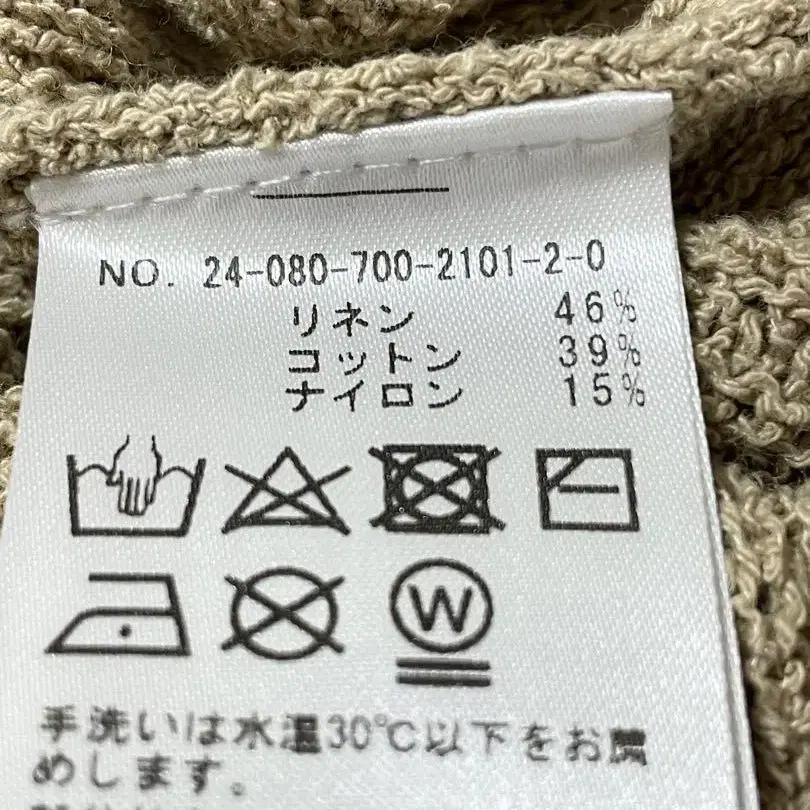 NO. 24-080-700-2101-2-0
リネン 46%
コットン 39%
ナイロン 15%
W
手洗いは水温30℃以下をお薦
めします。